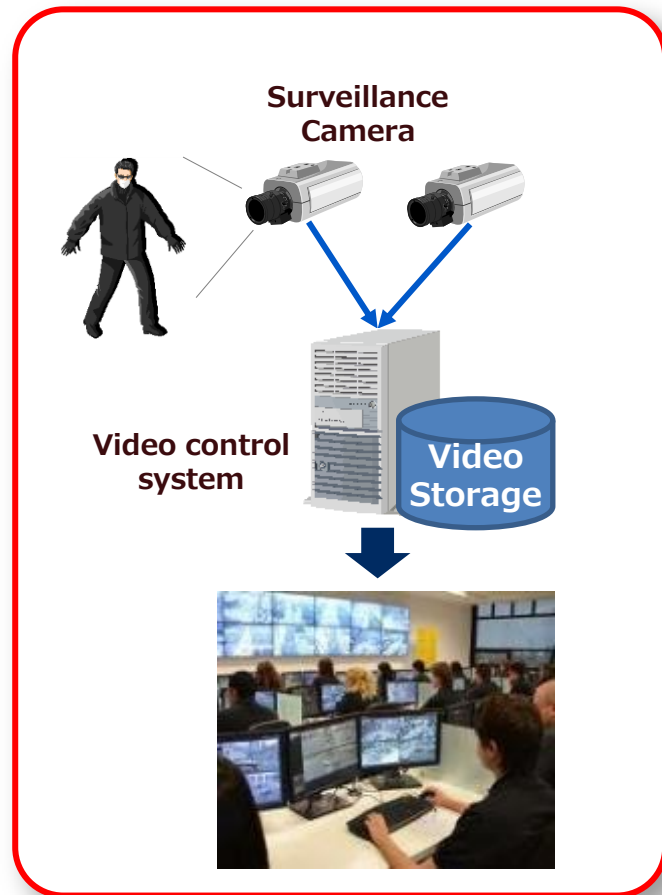 Surveillance
Camera
Video control
system
Video
Storage